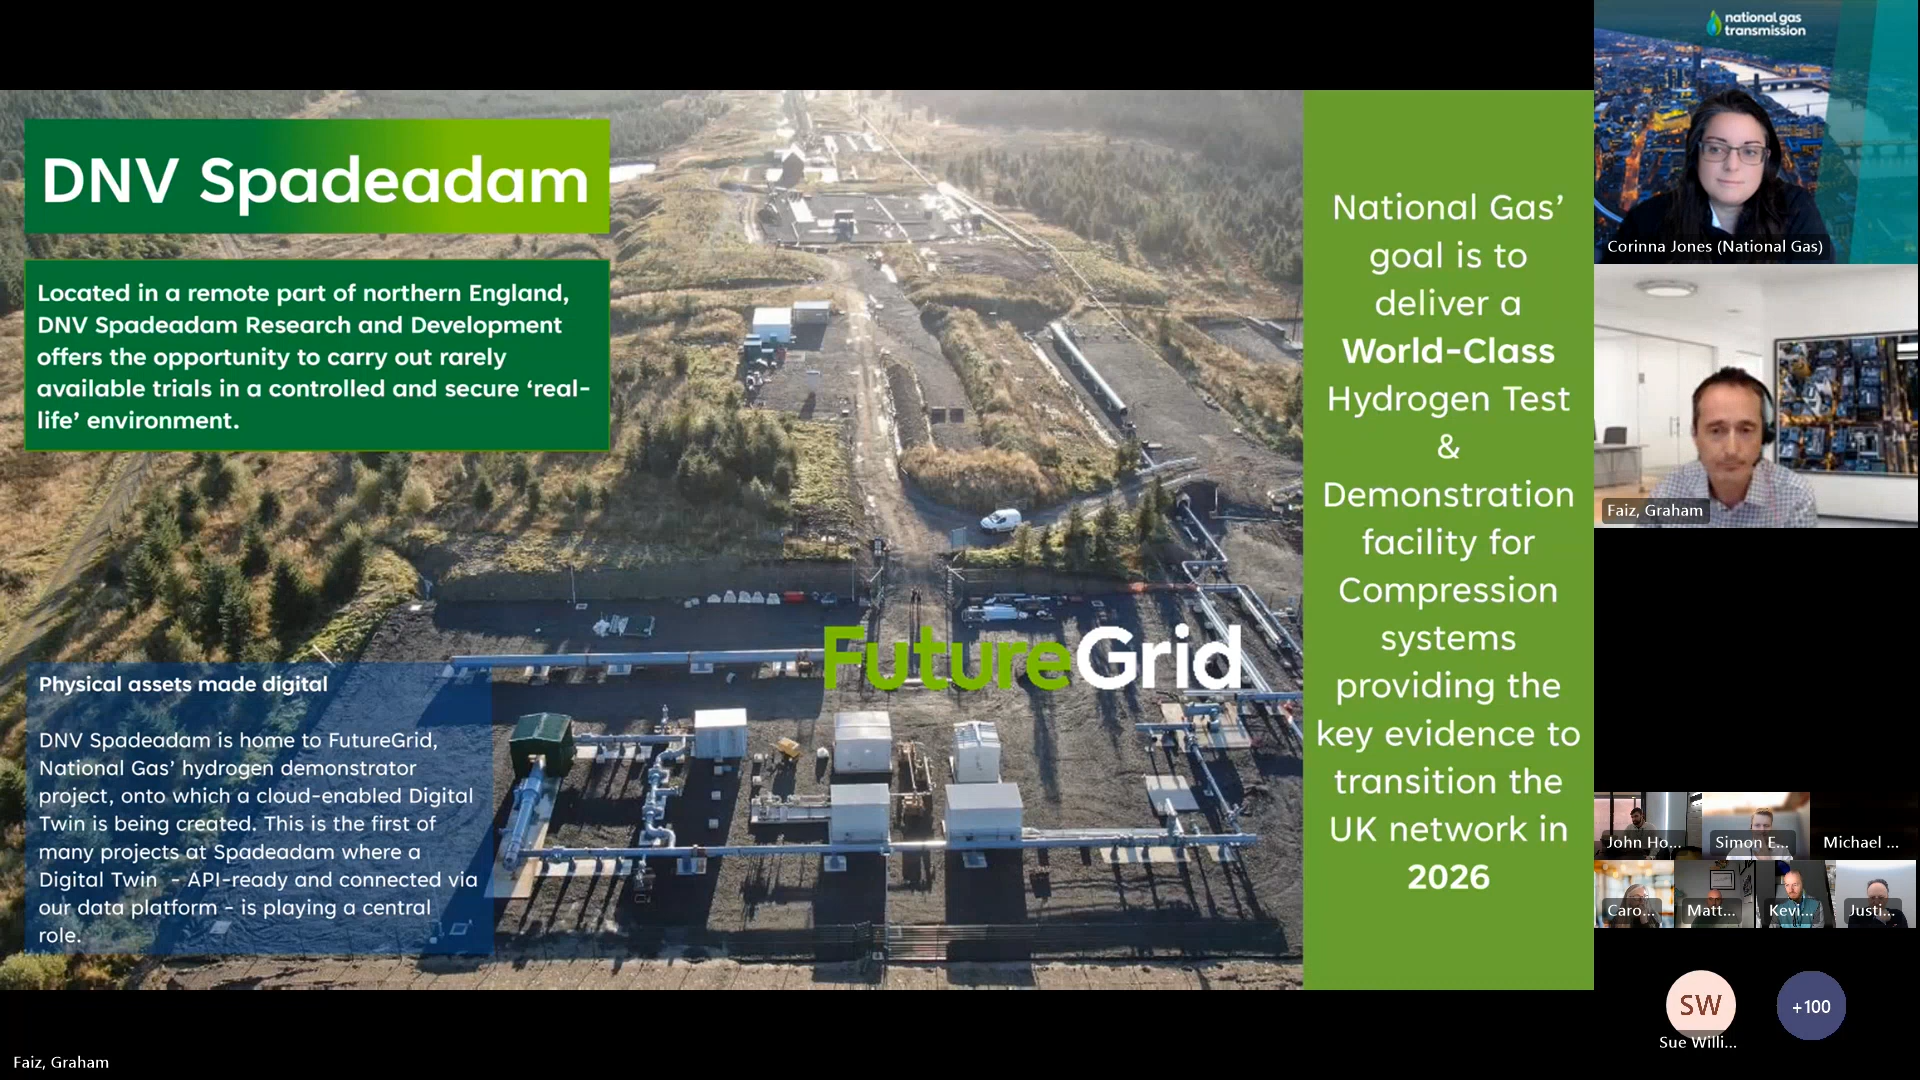 DNV Spadeadam
Located in a remote part of northern England,
DNV Spadeadam Research and Development
offers the opportunity to carry out rarely
available trials in a controlled and secure ‘real-
life’ environment.
FutureGrid
Physical assets made digital
DNV Spadeadam is home to FutureGrid,
National Gas’ hydrogen demonstrator
project, onto which a cloud-enabled Digital
Twin is being created. This is the first of
many projects at Spadeadam where a
Digital Twin - API-ready and connected via
our data platform - is playing a central
role.
National Gas’
goal is to
deliver a
World-Class
Hydrogen Test
&
Demonstration
facility for
Compression
systems
providing the
key evidence to
transition the
UK network in
2026
national gas
transmission
Corinna Jones (National Gas)
Faiz, Graham
John Ho...
Simon E...
Michael ...
Caro...
Matt...
Kevi...
Justi...
SW
+100
Sue Willi...
Faiz, Graham